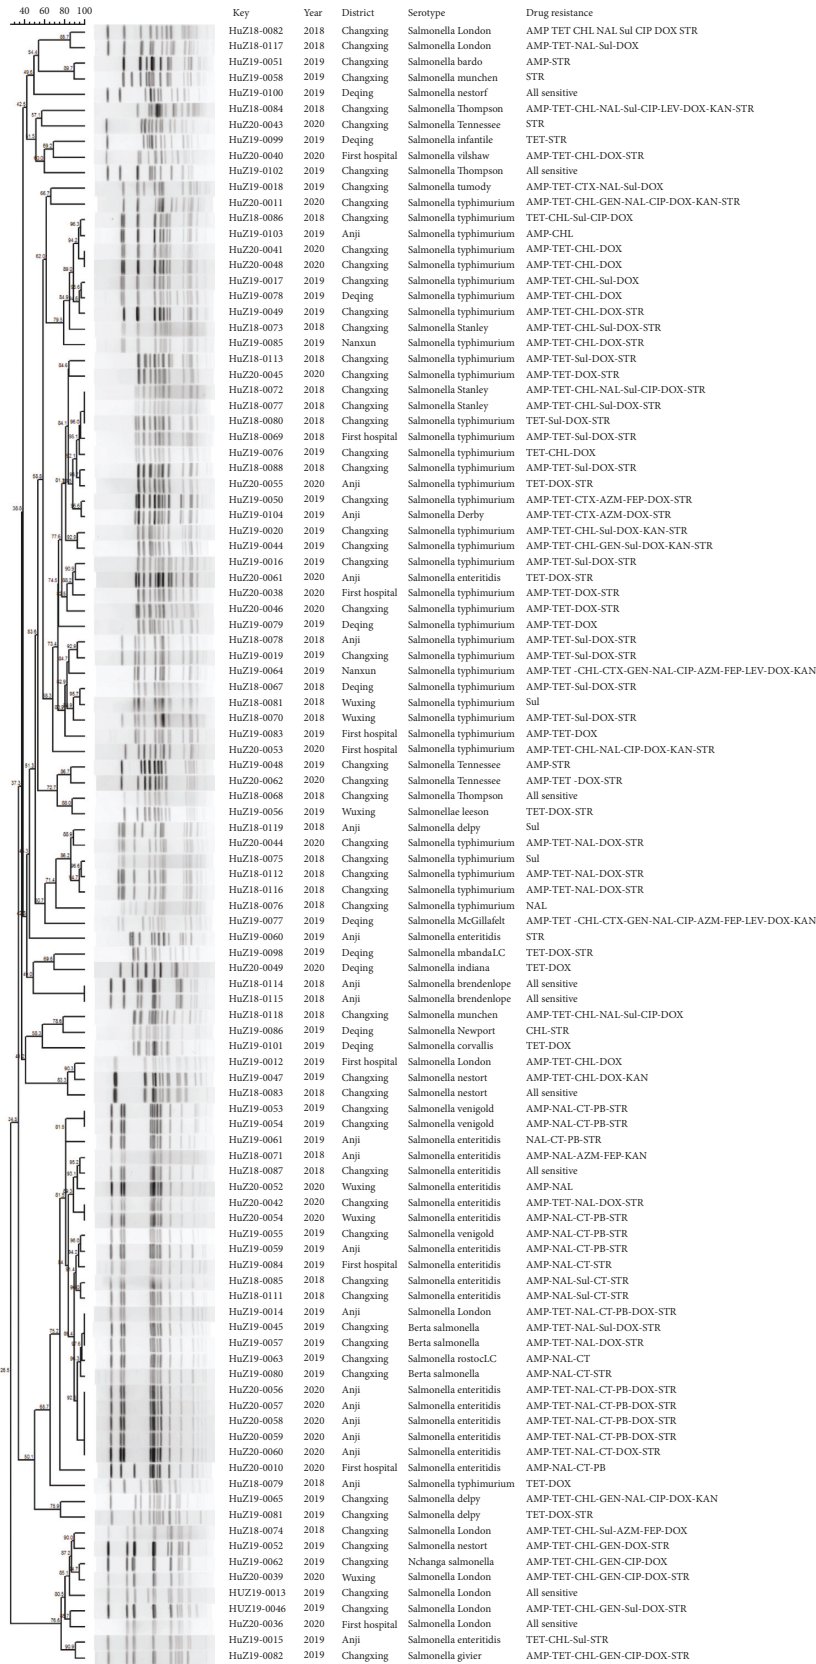 40 60 80 100 Key Year District Serotype Drug resistance
HuZ18-0082 2018 Changxing Salmonella London AMP TET CHL NAL Sul CIP DOX STR
HuZ18-0117 2018 Changxing Salmonella London AMP-TET-NAL-Sul-DOX
HuZ19-0051 2019 Changxing Salmonella bardo AMP-STR
HuZ19-0058 2019 Changxing Salmonella munchen STR
HuZ19-0100 2019 Deqing Salmonella nestorf All sensitive
HuZ18-0084 2018 Changxing Salmonella Thompson AMP-TET-CHL-NAL-Sul-CIP-LEV-DOX-KAN-STR
HuZ20-0043 2020 Changxing Salmonella Tennessee STR
HuZ19-0099 2019 Deqing Salmonella infantile TET-STR
HuZ20-0040 2020 First hospital Salmonella vilshaw AMP-TET-CHL-DOX-STR
HuZ19-0102 2019 Changxing Salmonella Thompson All sensitive
HuZ19-0018 2019 Changxing Salmonella tumody AMP-TET-CTX-NAL-Sul-DOX
HuZ20-0011 2020 Changxing Salmonella typhimurium AMP-TET-CHL-GEN-NAL-CIP-DOX-KAN-STR
HuZ18-0086 2018 Changxing Salmonella typhimurium TET-CHL-Sul-CIP-DOX
HuZ19-0103 2019 Anji Salmonella typhimurium AMP-CHL
HuZ20-0041 2020 Changxing Salmonella typhimurium AMP-TET-CHL-DOX
HuZ20-0048 2020 Changxing Salmonella typhimurium AMP-TET-CHL-DOX
HuZ19-0017 2019 Changxing Salmonella typhimurium AMP-TET-CHL-Sul-DOX
HuZ19-0078 2019 Deqing Salmonella typhimurium AMP-TET-CHL-DOX
HuZ19-0049 2019 Changxing Salmonella typhimurium AMP-TET-CHL-DOX-STR
HuZ18-0073 2018 Changxing Salmonella Stanley AMP-TET-CHL-Sul-DOX-STR
HuZ19-0085 2019 Nanxun Salmonella typhimurium AMP-TET-CHL-DOX-STR
HuZ18-0113 2018 Changxing Salmonella typhimurium AMP-TET-Sul-DOX-STR
HuZ20-0045 2020 Changxing Salmonella typhimurium AMP-TET-DOX-STR
HuZ18-0072 2018 Changxing Salmonella Stanley AMP-TET-CHL-NAL-Sul-CIP-DOX-STR
HuZ18-0077 2018 Changxing Salmonella Stanley AMP-TET-CHL-Sul-DOX-STR
HuZ18-0080 2018 Changxing Salmonella typhimurium TET-Sul-DOX-STR
HuZ18-0069 2018 First hospital Salmonella typhimurium AMP-TET-Sul-DOX-STR
HuZ19-0076 2019 Changxing Salmonella typhimurium TET-CHL-DOX
HuZ18-0088 2018 Changxing Salmonella typhimurium AMP-TET-Sul-DOX-STR
HuZ20-0055 2020 Anji Salmonella typhimurium TET-DOX-STR
HuZ19-0050 2019 Changxing Salmonella typhimurium AMP-TET-CTX-AZM-FEP-DOX-STR
HuZ19-0104 2019 Anji Salmonella Derby AMP-TET-CTX-AZM-DOX-STR
HuZ19-0020 2019 Changxing Salmonella typhimurium AMP-TET-CHL-Sul-DOX-KAN-STR
HuZ19-0044 2019 Changxing Salmonella typhimurium AMP-TET-CHL-GEN-Sul-DOX-KAN-STR
HuZ19-0016 2019 Changxing Salmonella typhimurium AMP-TET-Sul-DOX-STR
HuZ20-0061 2020 Anji Salmonella enteritidis TET-DOX-STR
HuZ20-0038 2020 First hospital Salmonella typhimurium AMP-TET-DOX-STR
HuZ20-0046 2020 Changxing Salmonella typhimurium AMP-TET-DOX-STR
HuZ19-0079 2019 Deqing Salmonella typhimurium AMP-TET-DOX
HuZ18-0078 2018 Anji Salmonella typhimurium AMP-TET-Sul-DOX-STR
HuZ19-0019 2019 Changxing Salmonella typhimurium AMP-TET-Sul-DOX-STR
HuZ19-0064 2019 Nanxun Salmonella typhimurium AMP-TET -CHL-CTX-GEN-NAL-CIP-AZM-FEP-LEV-DOX-KAN
HuZ18-0067 2018 Deqing Salmonella typhimurium AMP-TET-Sul-DOX-STR
HuZ18-0081 2018 Wuxing Salmonella typhimurium Sul
HuZ18-0070 2018 Wuxing Salmonella typhimurium AMP-TET-Sul-DOX-STR
HuZ19-0083 2019 First hospital Salmonella typhimurium AMP-TET-DOX
HuZ20-0053 2020 First hospital Salmonella typhimurium AMP-TET-CHL-NAL-CIP-DOX-KAN-STR
HuZ19-0048 2019 Changxing Salmonella Tennessee AMP-STR
HuZ20-0062 2020 Changxing Salmonella Tennessee AMP-TET -DOX-STR
HuZ18-0068 2018 Changxing Salmonella Thompson All sensitive
HuZ19-0056 2019 Wuxing Salmonellae leeson TET-DOX-STR
HuZ18-0119 2018 Anji Salmonella delpy Sul
HuZ20-0044 2020 Changxing Salmonella typhimurium AMP-TET-NAL-DOX-STR
HuZ18-0075 2018 Changxing Salmonella typhimurium Sul
HuZ18-0112 2018 Changxing Salmonella typhimurium AMP-TET-NAL-DOX-STR
HuZ18-0116 2018 Changxing Salmonella typhimurium AMP-TET-NAL-DOX-STR
HuZ18-0076 2018 Changxing Salmonella typhimurium NAL
HuZ19-0077 2019 Deqing Salmonella McGillafelt AMP-TET -CHL-CTX-GEN-NAL-CIP-AZM-FEP-LEV-DOX-KAN
HuZ19-0060 2019 Anji Salmonella enteritidis STR
HuZ19-0098 2019 Deqing Salmonella mbandaLC TET-DOX-STR
HuZ20-0049 2020 Deqing Salmonella indiana TET-DOX
HuZ18-0114 2018 Anji Salmonella brendenlope All sensitive
HuZ18-0115 2018 Anji Salmonella brendenlope All sensitive
HuZ18-0118 2018 Changxing Salmonella munchen AMP-TET-CHL-NAL-Sul-CIP-DOX
HuZ19-0086 2019 Deqing Salmonella Newport CHL-STR
HuZ19-0101 2019 Deqing Salmonella corvallis TET-DOX
HuZ19-0012 2019 First hospital Salmonella London AMP-TET-CHL-DOX
HuZ19-0047 2019 Changxing Salmonella nestort AMP-TET-CHL-DOX-KAN
HuZ18-0083 2018 Changxing Salmonella nestort All sensitive
HuZ19-0053 2019 Changxing Salmonella venigold AMP-NAL-CT-PB-STR
HuZ19-0054 2019 Changxing Salmonella venigold AMP-NAL-CT-PB-STR
HuZ19-0061 2019 Anji Salmonella enteritidis NAL-CT-PB-STR
HuZ18-0071 2018 Anji Salmonella enteritidis AMP-NAL-AZM-FEP-KAN
HuZ18-0087 2018 Changxing Salmonella enteritidis All sensitive
HuZ20-0052 2020 Wuxing Salmonella enteritidis AMP-NAL
HuZ20-0042 2020 Changxing Salmonella enteritidis AMP-TET-NAL-DOX-STR
HuZ20-0054 2020 Wuxing Salmonella enteritidis AMP-NAL-CT-PB-STR
HuZ19-0055 2019 Changxing Salmonella venigold AMP-NAL-CT-PB-STR
HuZ19-0059 2019 Anji Salmonella enteritidis AMP-NAL-CT-PB-STR
HuZ19-0084 2019 First hospital Salmonella enteritidis AMP-NAL-CT-STR
HuZ18-0085 2018 Changxing Salmonella enteritidis AMP-NAL-Sul-CT-STR
HuZ18-0111 2018 Changxing Salmonella enteritidis AMP-NAL-Sul-CT-STR
HuZ19-0014 2019 Anji Salmonella London AMP-TET-NAL-CT-PB-DOX-STR
HuZ19-0045 2019 Changxing Berta salmonella AMP-TET-NAL-Sul-DOX-STR
HuZ19-0057 2019 Changxing Berta salmonella AMP-TET-NAL-DOX-STR
HuZ19-0063 2019 Changxing Salmonella rostocLC AMP-NAL-CT
HuZ19-0080 2019 Changxing Berta salmonella AMP-NAL-CT-STR
HuZ20-0056 2020 Anji Salmonella enteritidis AMP-TET-NAL-CT-PB-DOX-STR
HuZ20-0057 2020 Anji Salmonella enteritidis AMP-TET-NAL-CT-PB-DOX-STR
HuZ20-0058 2020 Anji Salmonella enteritidis AMP-TET-NAL-CT-PB-DOX-STR
HuZ20-0059 2020 Anji Salmonella enteritidis AMP-TET-NAL-CT-PB-DOX-STR
HuZ20-0060 2020 Anji Salmonella enteritidis AMP-TET-NAL-CT-DOX-STR
HuZ20-0010 2020 First hospital Salmonella enteritidis AMP-NAL-CT-PB
HuZ18-0079 2018 Anji Salmonella typhimurium TET-DOX
HuZ19-0065 2019 Changxing Salmonella delpy AMP-TET-CHL-GEN-NAL-CIP-DOX-KAN
HuZ19-0081 2019 Changxing Salmonella delpy TET-DOX-STR
HuZ18-0074 2018 Changxing Salmonella London AMP-TET-CHL-Sul-AZM-FEP-DOX
HuZ19-0052 2019 Changxing Salmonella nestort AMP-TET-CHL-GEN-DOX-STR
HuZ19-0062 2019 Changxing Nchanga salmonella AMP-TET-CHL-GEN-CIP-DOX
HuZ20-0039 2020 Wuxing Salmonella London AMP-TET-CHL-GEN-CIP-DOX-STR
HUZ19-0013 2019 Changxing Salmonella London All sensitive
HUZ19-0046 2019 Changxing Salmonella London AMP-TET-CHL-GEN-Sul-DOX-STR
HuZ20-0036 2020 First hospital Salmonella London All sensitive
HuZ19-0015 2019 Anji Salmonella enteritidis TET-CHL-Sul-STR
HuZ19-0082 2019 Changxing Salmonella givier AMP-TET-CHL-GEN-CIP-DOX-STR